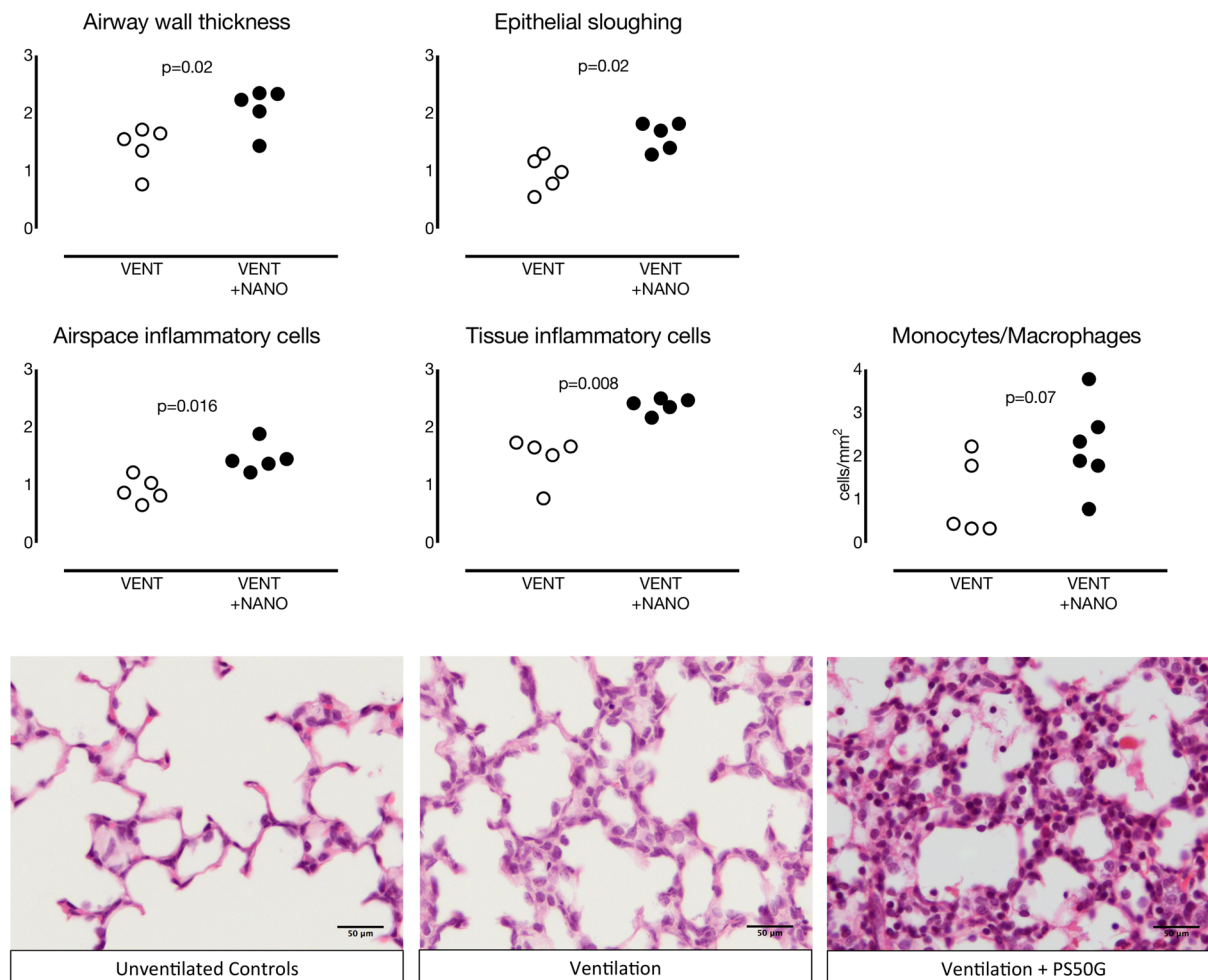 Airway wall thickness
Epithelial sloughing
3
2
1
0
p=0.02
VENT
VENT
+NANO
3
2
1
0
p=0.02
VENT
VENT
+NANO
Airspace inflammatory cells
Tissue inflammatory cells
Monocytes/Macrophages
3
2
1
0
p=0.016
VENT
VENT
+NANO
3
2
1
0
p=0.008
VENT
VENT
+NANO
cells/mm²
4
3
2
1
0
p=0.07
VENT
VENT
+NANO
50 µm
50 µm
50 µm
Unventilated Controls
Ventilation
Ventilation + PS50G